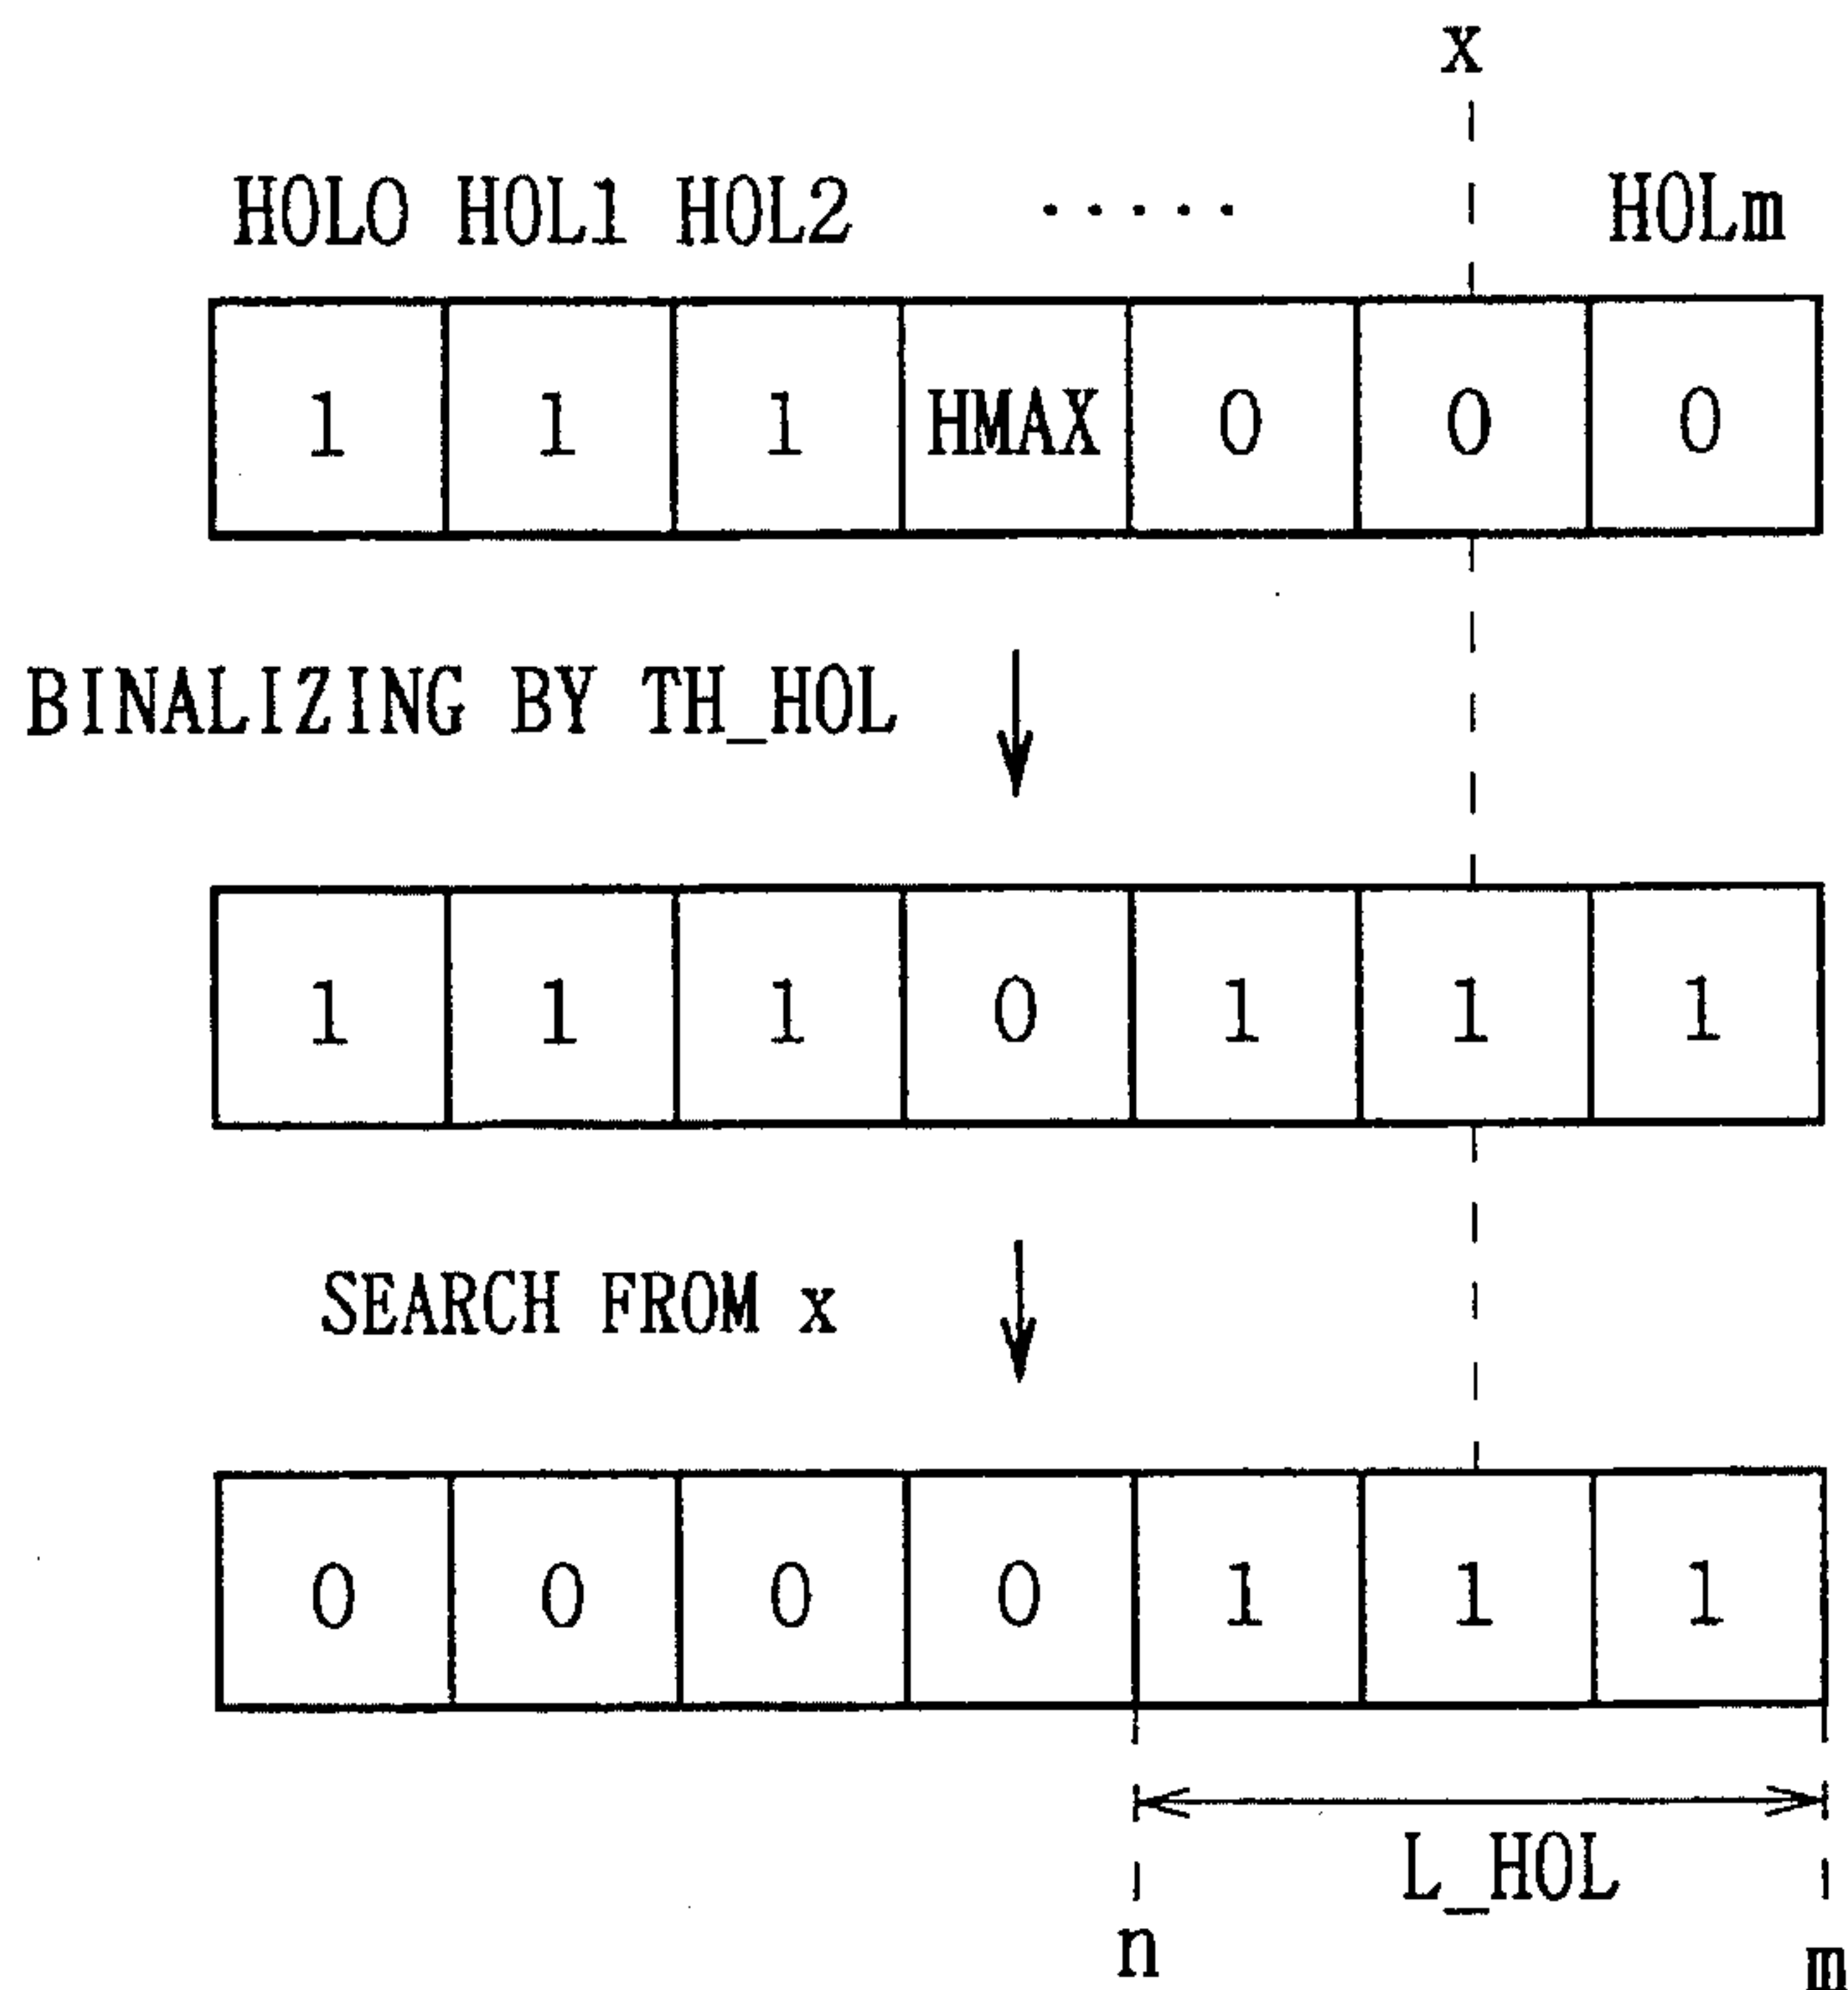 x
HOL0 HOL1 HOL2 ····· HOLm
1 1 1 HMAX 0 0 0
BINALIZING BY TH_HOL
1 1 1 0 1 1 1
SEARCH FROM x
0 0 0 0 1 1 1
L_HOL
n m